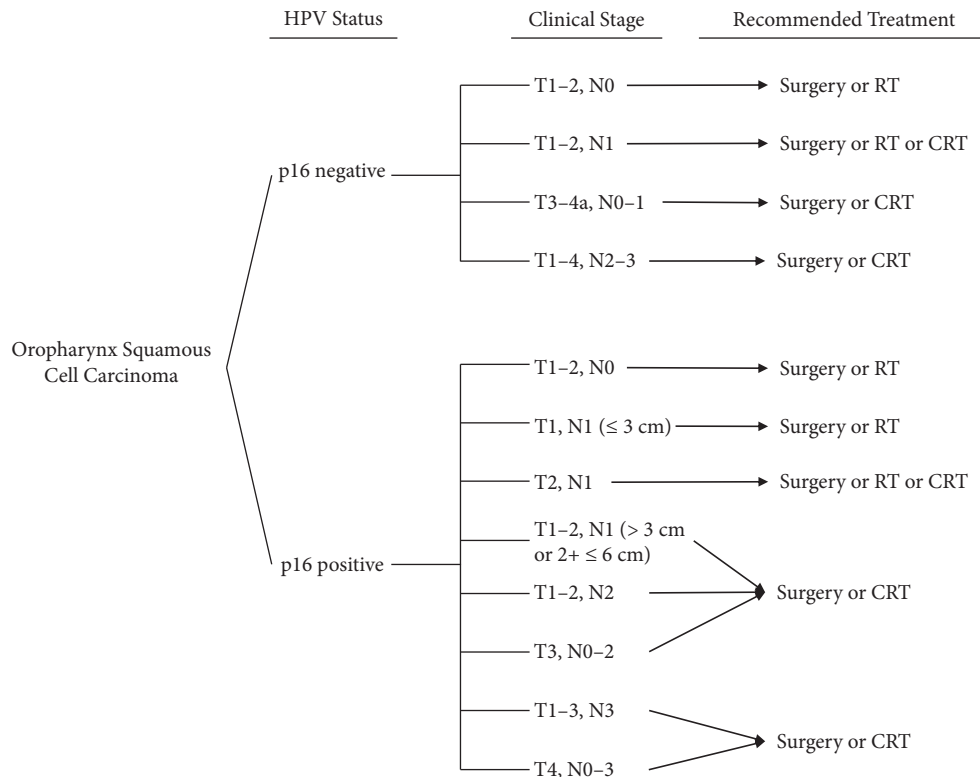 HPV Status
Clinical Stage
Recommended Treatment
Oropharynx Squamous
Cell Carcinoma
p16 negative
T1–2, N0
Surgery or RT
T1–2, N1
Surgery or RT or CRT
T3–4a, N0–1
Surgery or CRT
T1–4, N2–3
Surgery or CRT
p16 positive
T1–2, N0
Surgery or RT
T1, N1 (≤ 3 cm)
Surgery or RT
T2, N1
Surgery or RT or CRT
T1–2, N1 (> 3 cm
or 2+ ≤ 6 cm)
T1–2, N2
Surgery or CRT
T3, N0–2
T1–3, N3
Surgery or CRT
T4, N0–3